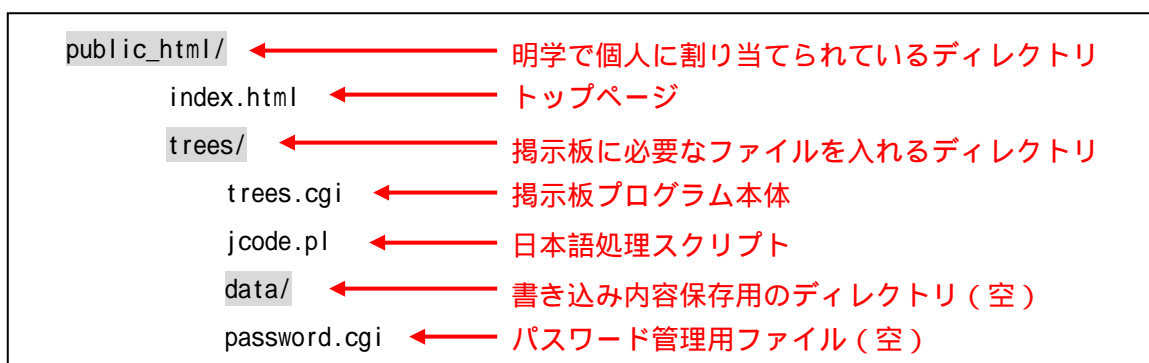 public_html/ 明学で個人に割り当てられているディレクトリ
index.html トップページ
trees/ 掲示板に必要なファイルを入れるディレクトリ
trees.cgi 掲示板プログラム本体
jcode.pl 日本語処理スクリプト
data/ 書き込み内容保存用のディレクトリ(空)
password.cgi パスワード管理用ファイル(空)